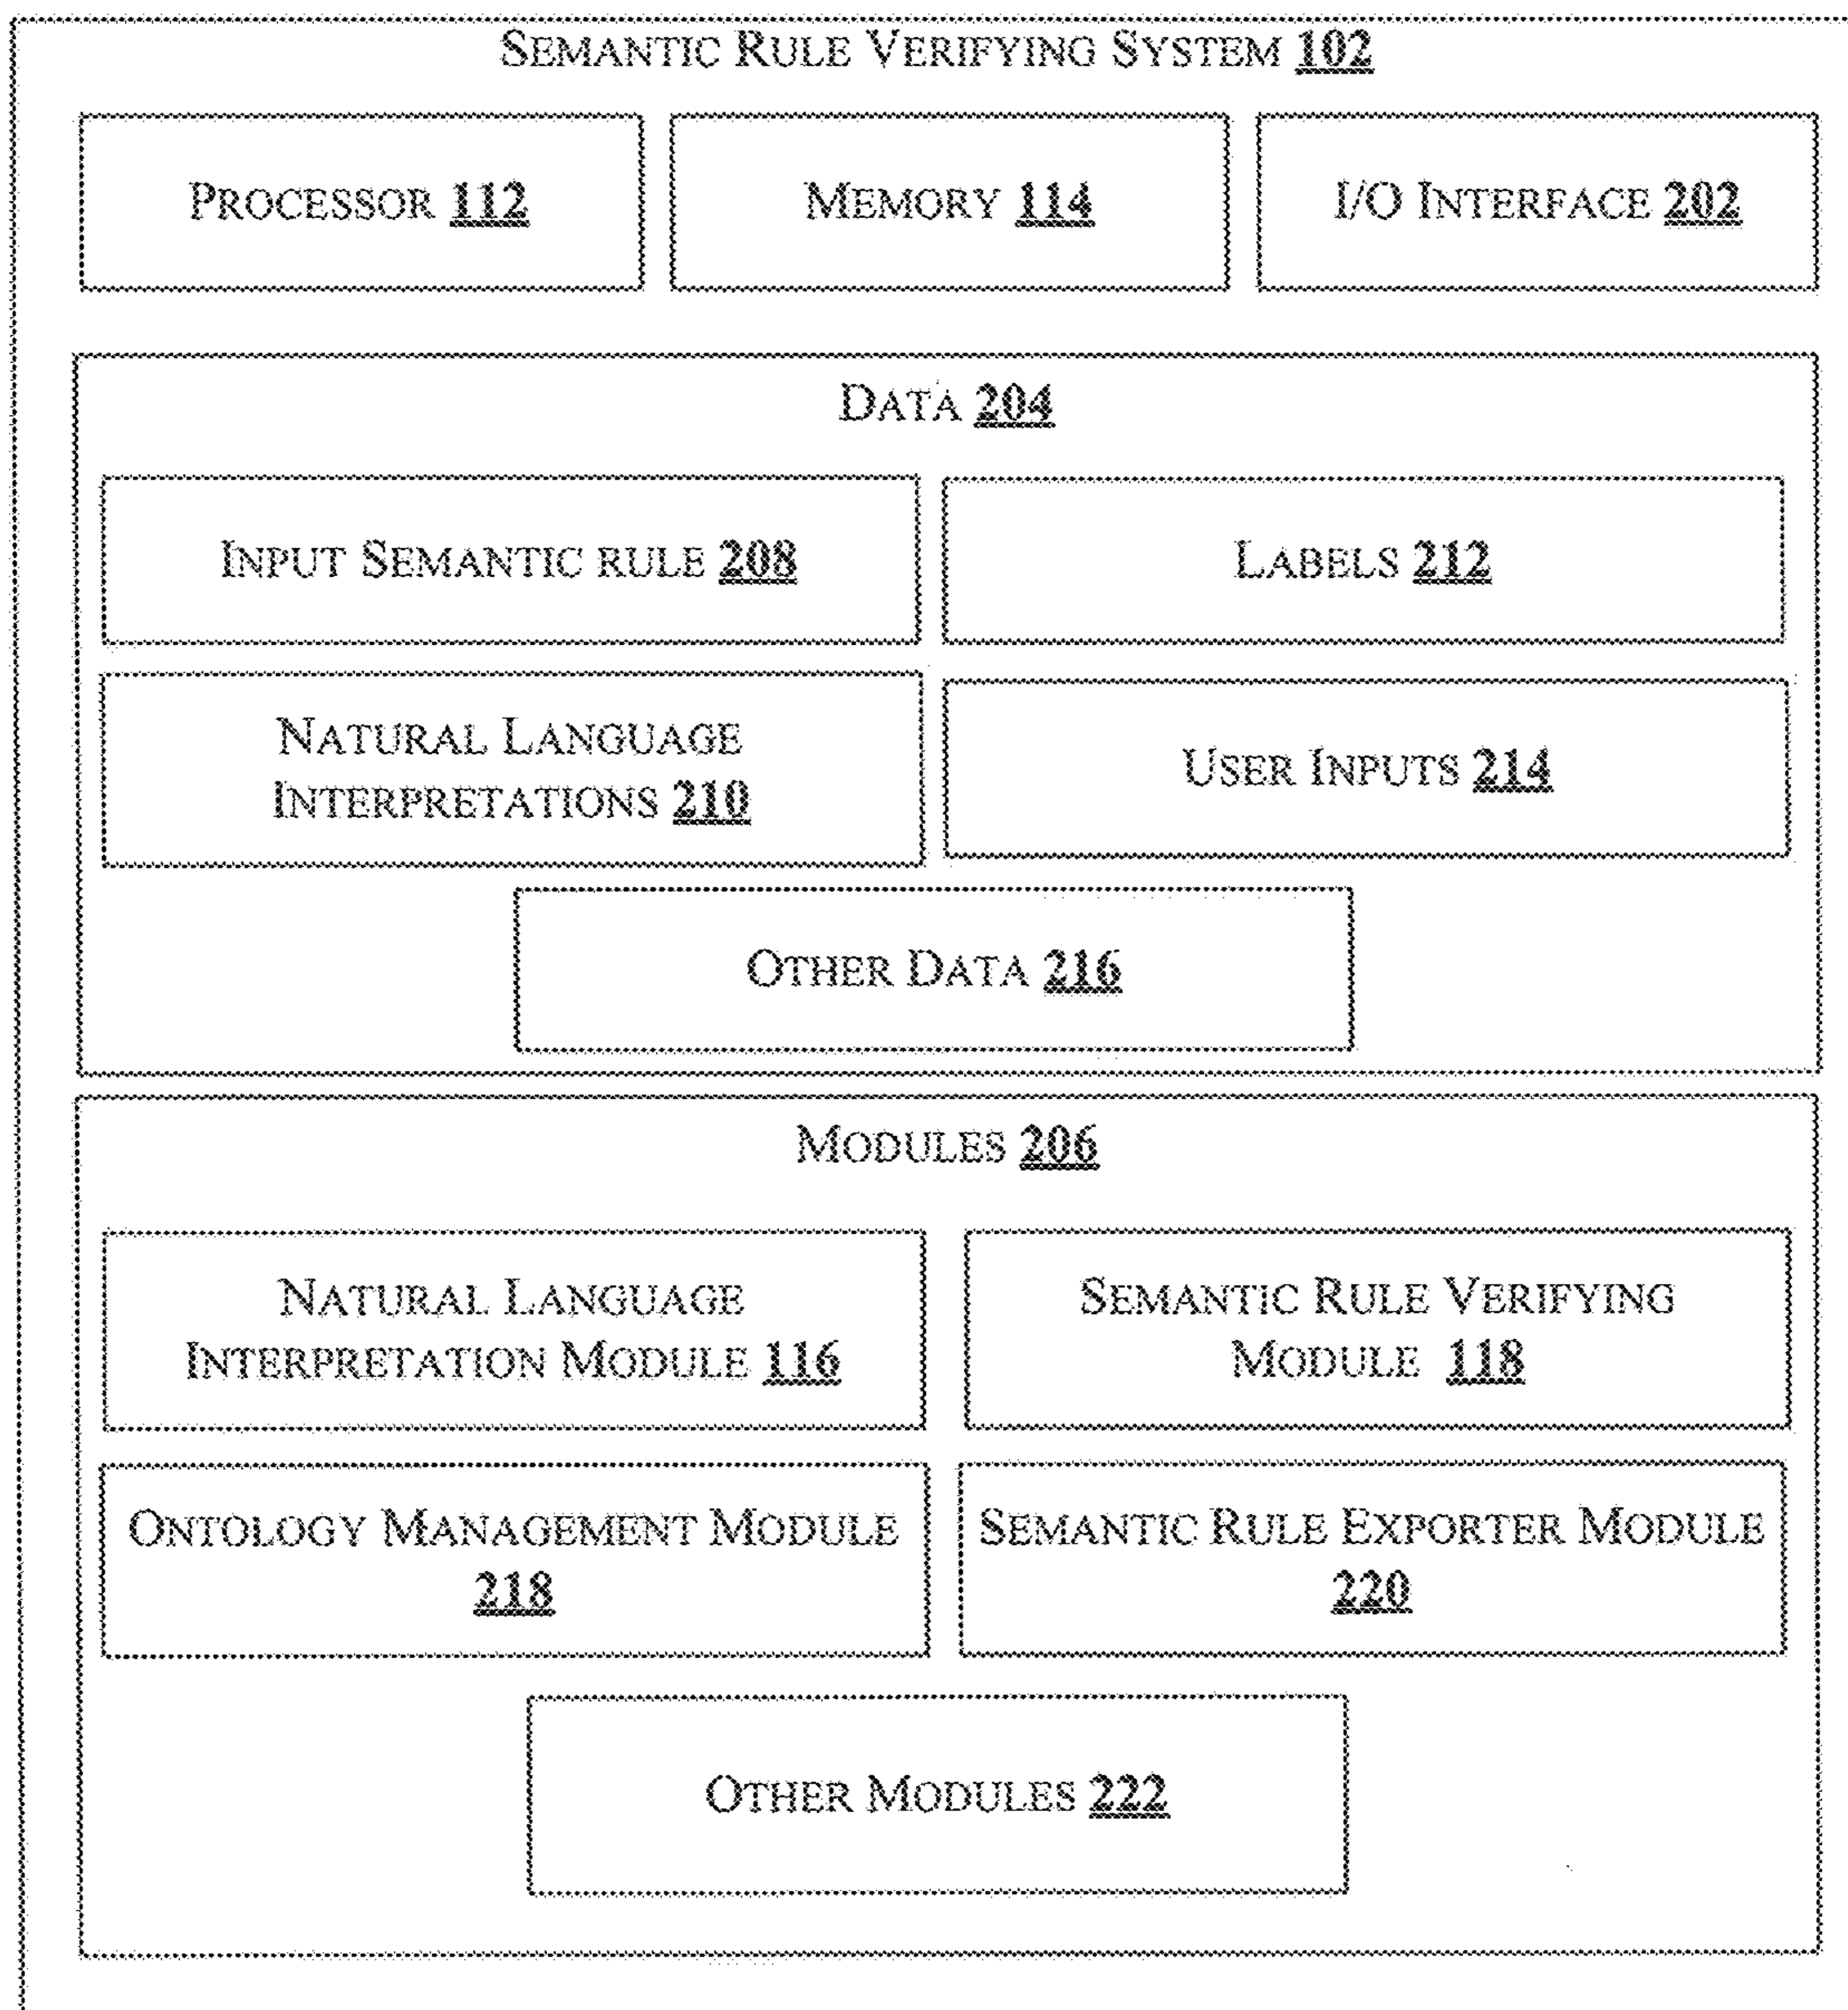 SEMANTIC RULE VERIFYING SYSTEM 102
PROCESSOR 112
MEMORY 114
I/O INTERFACE 202
DATA 204
INPUT SEMANTIC RULE 208
LABELS 212
NATURAL LANGUAGE
INTERPRETATIONS 210
USER INPUTS 214
OTHER DATA 216
MODULES 206
NATURAL LANGUAGE
INTERPRETATION MODULE 116
SEMANTIC RULE VERIFYING
MODULE 118
ONTOLOGY MANAGEMENT MODULE
218
SEMANTIC RULE EXPORTER MODULE
220
OTHER MODULES 222